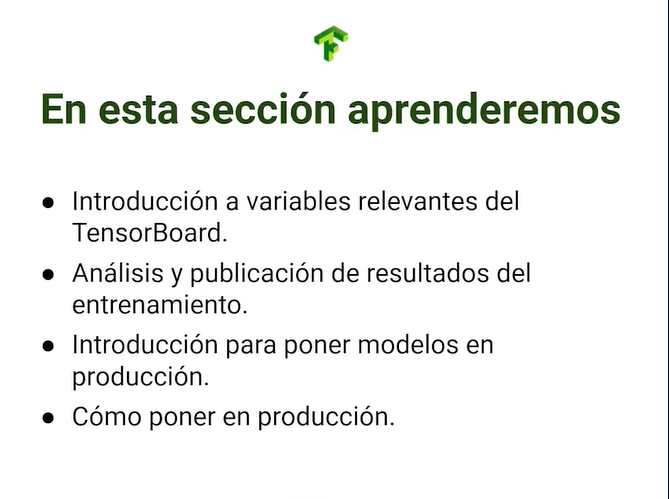 En esta sección aprenderemos
● Introducción a variables relevantes del
TensorBoard.
● Análisis y publicación de resultados del
entrenamiento.
● Introducción para poner modelos en
producción.
● Cómo poner en producción.